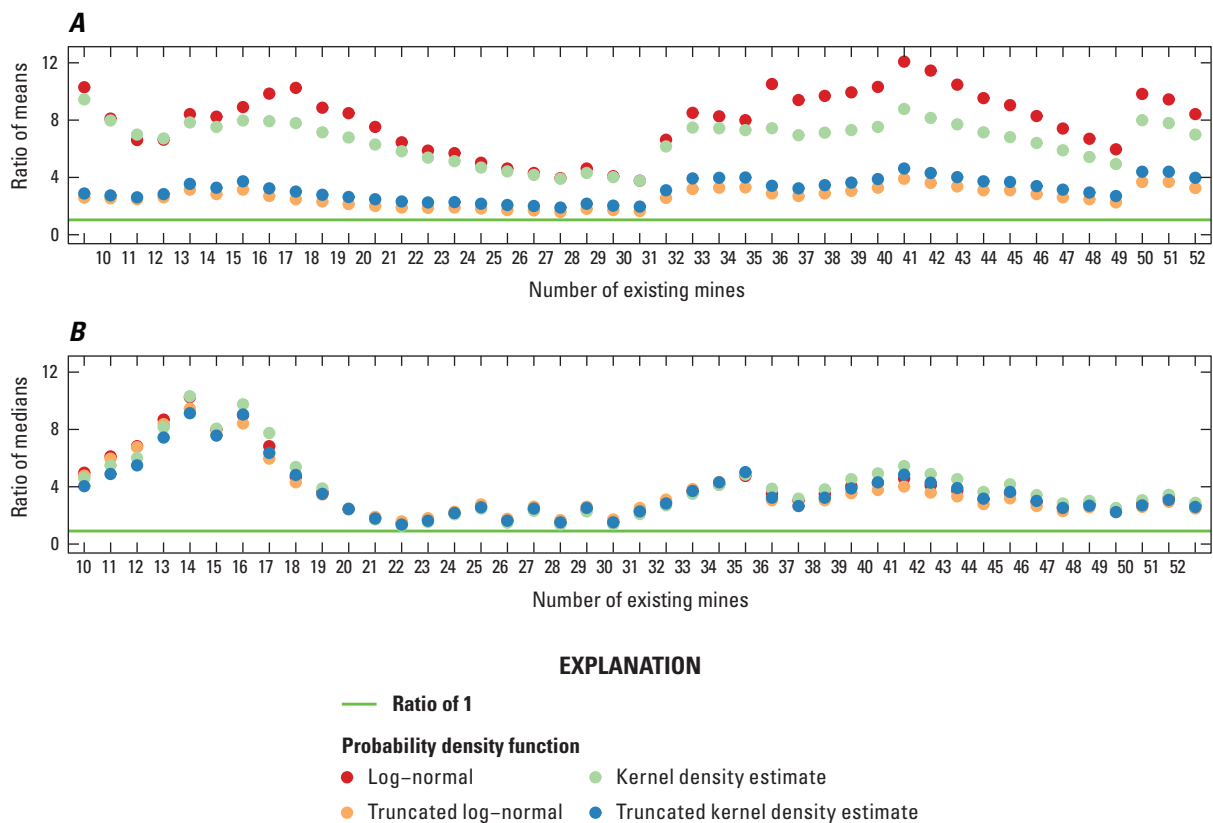 A
Ratio of means
12
8
4
0
10 11 12 13 14 15 16 17 18 19 20 21 22 23 24 25 26 27 28 29 30 31 32 33 34 35 36 37 38 39 40 41 42 43 44 45 46 47 48 49 50 51 52
Number of existing mines
B
Ratio of medians
12
8
4
0
10 11 12 13 14 15 16 17 18 19 20 21 22 23 24 25 26 27 28 29 30 31 32 33 34 35 36 37 38 39 40 41 42 43 44 45 46 47 48 49 50 51 52
Number of existing mines
EXPLANATION
Ratio of 1
Probability density function
Log–normal
Kernel density estimate
Truncated log–normal
Truncated kernel density estimate